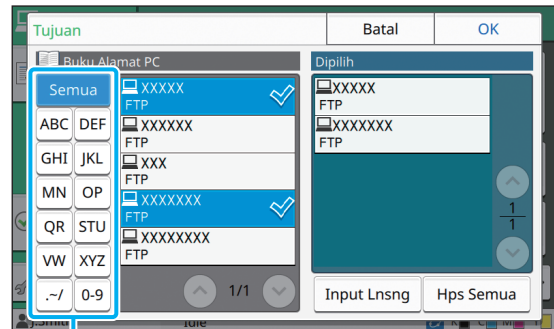 Tujuan
Batal
OK
Buku Alamat PC
Dipilih
Semua
ABC
DEF
GHI
JKL
MN
OP
QR
STU
VW
XYZ
.~/
0-9
XXXXX
FTP
XXXXXX
FTP
XXX
FTP
XXXXXXX
FTP
XXXXXXXX
FTP
1/1
XXXXX
FTP
XXXXXXX
FTP
1
1
Input Lnsng
Hps Semua
Idle